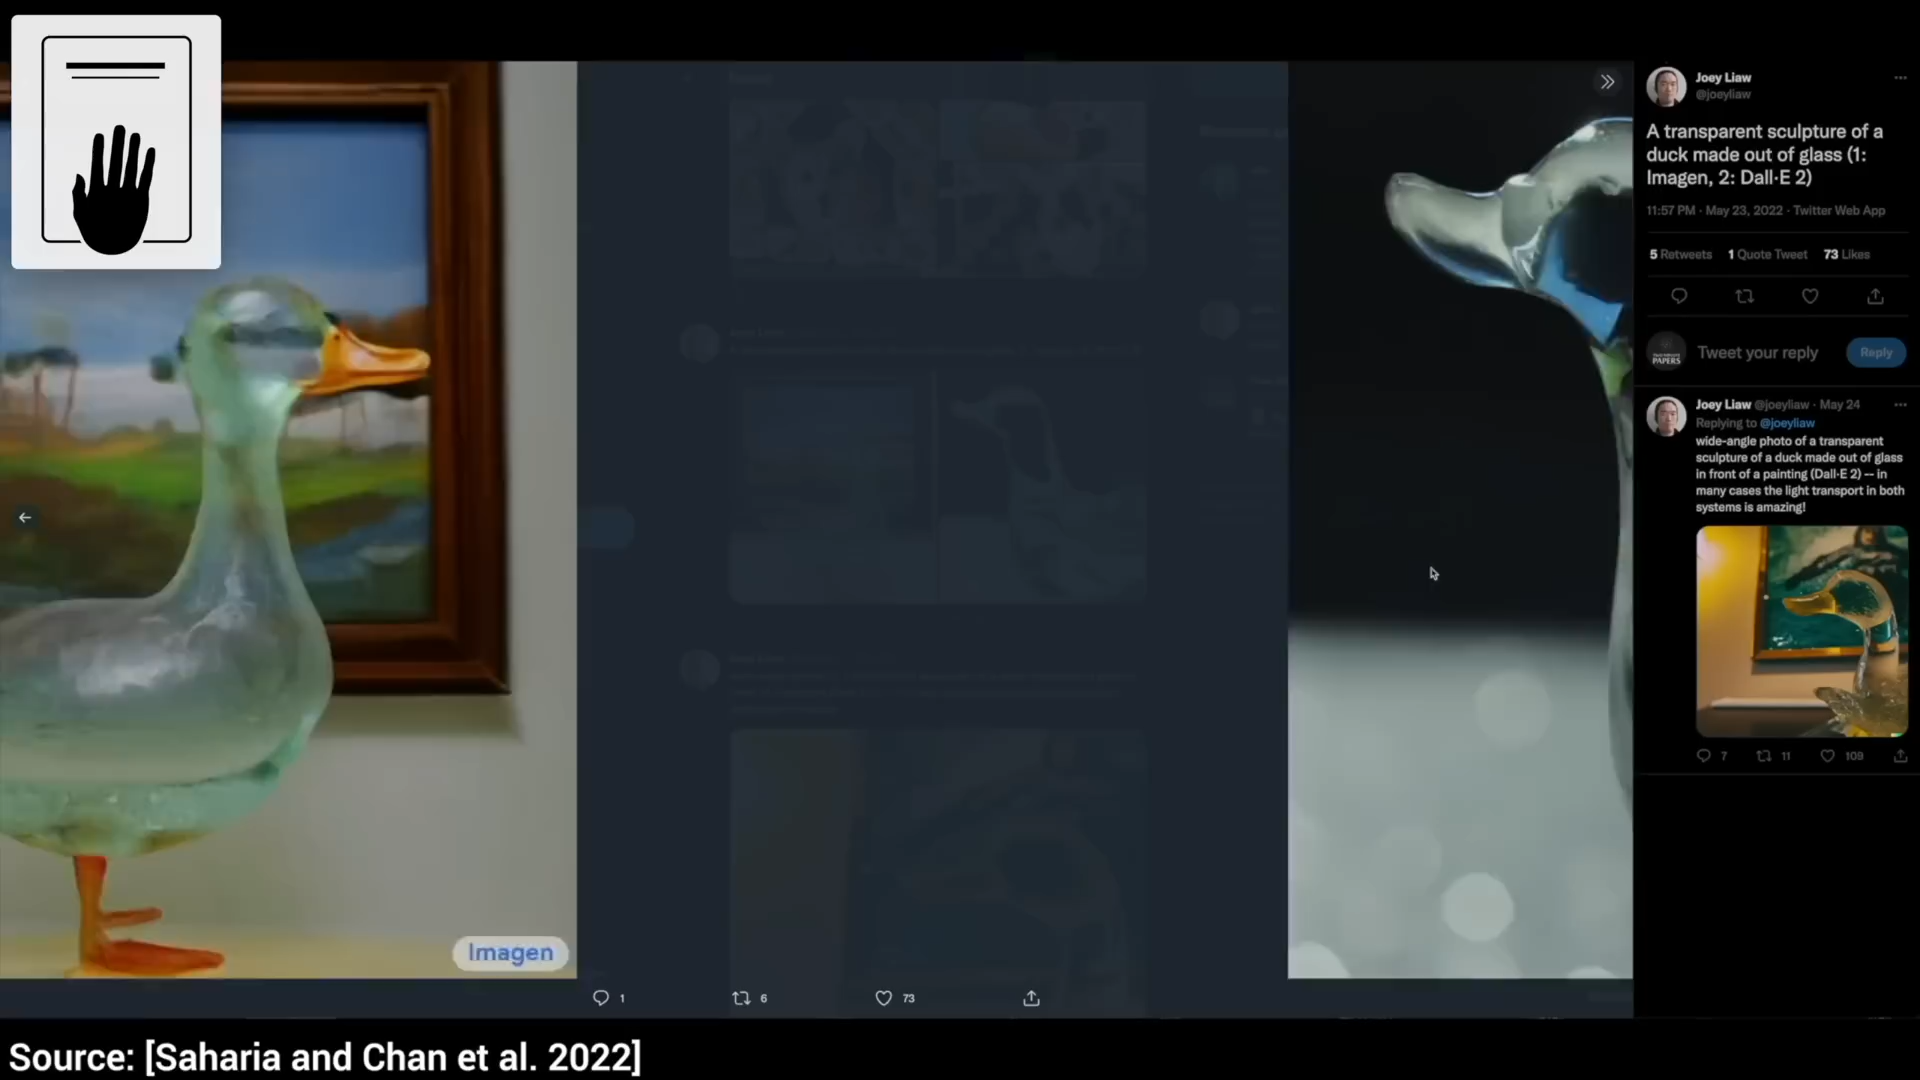 Joey Liaw
@joeyliaw
A transparent sculpture of a
duck made out of glass (1:
Imagen, 2: Dall·E 2)
11:57 PM · May 23, 2022 · Twitter Web App
5 Retweets 1 Quote Tweet 73 Likes
PAPERS
Tweet your reply
Reply
Joey Liaw @joeyliaw · May 24
Replying to @joeyliaw
wide-angle photo of a transparent
sculpture of a duck made out of glass
in front of a painting (Dall·E 2) -- in
many cases the light transport in both
systems is amazing!
7 11 109
Imagen
1 6 73
Source: [Saharia and Chan et al. 2022]